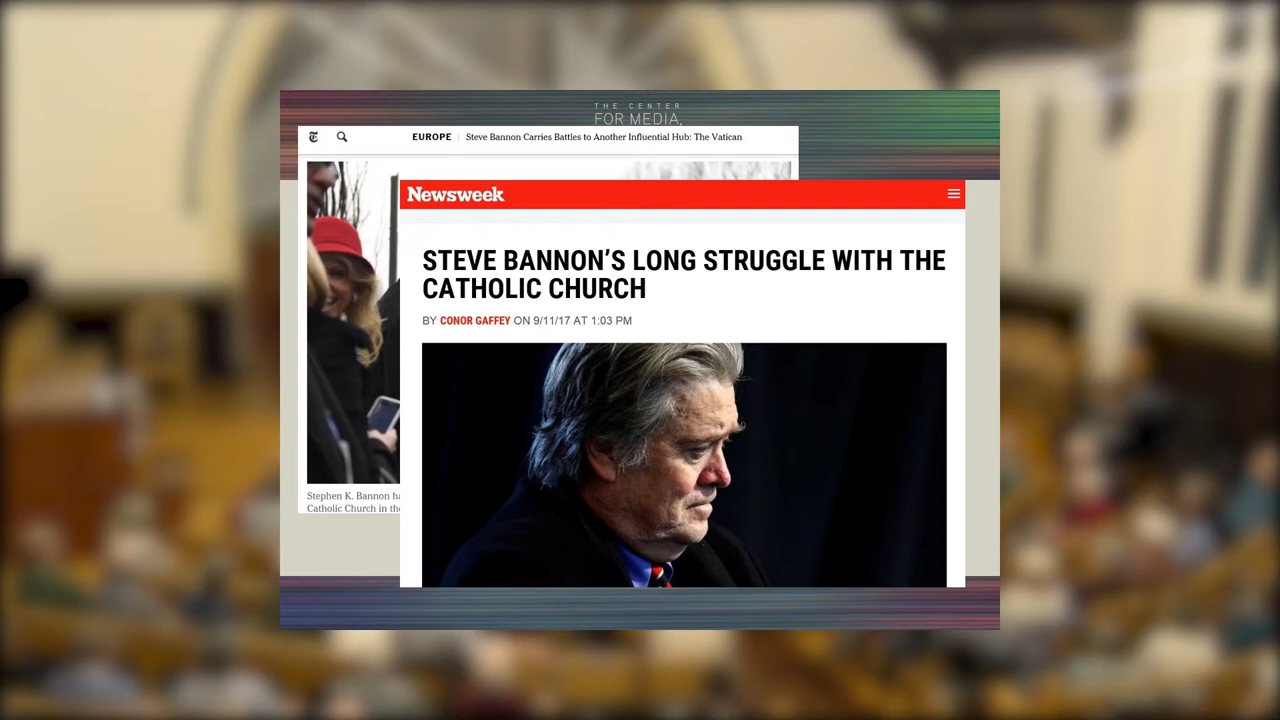 THE CENTER
FOR MEDIA,
EUROPE | Steve Bannon Carries Battles to Another Influential Hub: The Vatican
Newsweek
STEVE BANNON'S LONG STRUGGLE WITH THE
CATHOLIC CHURCH
BY CONOR GAFFEY ON 9/11/17 AT 1:03 PM
Stephen K. Bannon
Catholic Church in the